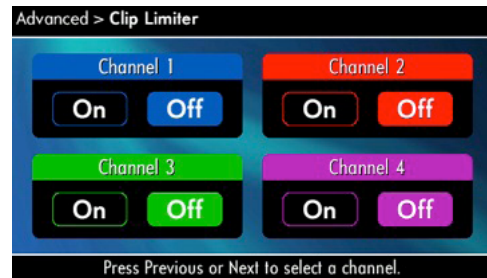 Advanced > Clip Limiter
Channel 1
On Off
Channel 2
On Off
Channel 3
On Off
Channel 4
On Off
Press Previous or Next to select a channel.